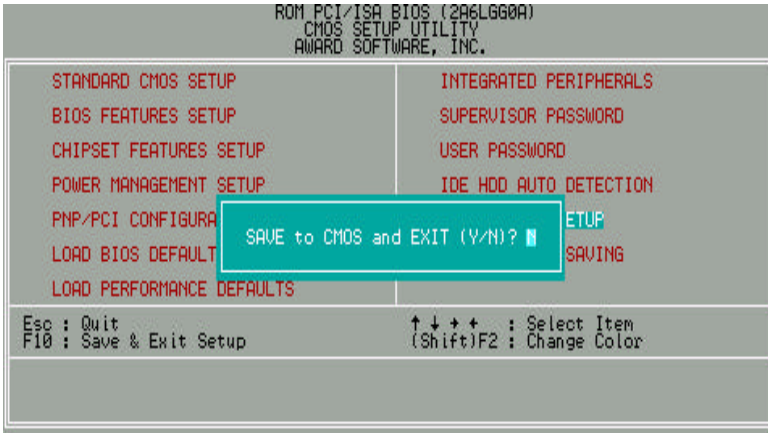 ROM PCI/ISA BIOS (2A6LGG0A)
CMOS SETUP UTILITY
AWARD SOFTWARE, INC.
STANDARD CMOS SETUP
BIOS FEATURES SETUP
CHIPSET FEATURES SETUP
POWER MANAGEMENT SETUP
PNP/PCI CONFIGURA
LOAD BIOS DEFAULT
LOAD PERFORMANCE DEFAULTS
INTEGRATED PERIPHERALS
SUPERVISOR PASSWORD
USER PASSWORD
IDE HDD AUTO DETECTION
ETUP
SAVING
SAVE to CMOS and EXIT (Y/N)? N
Esc : Quit
F10 : Save & Exit Setup
↑ ↓ → ← : Select Item
(Shift)F2 : Change Color